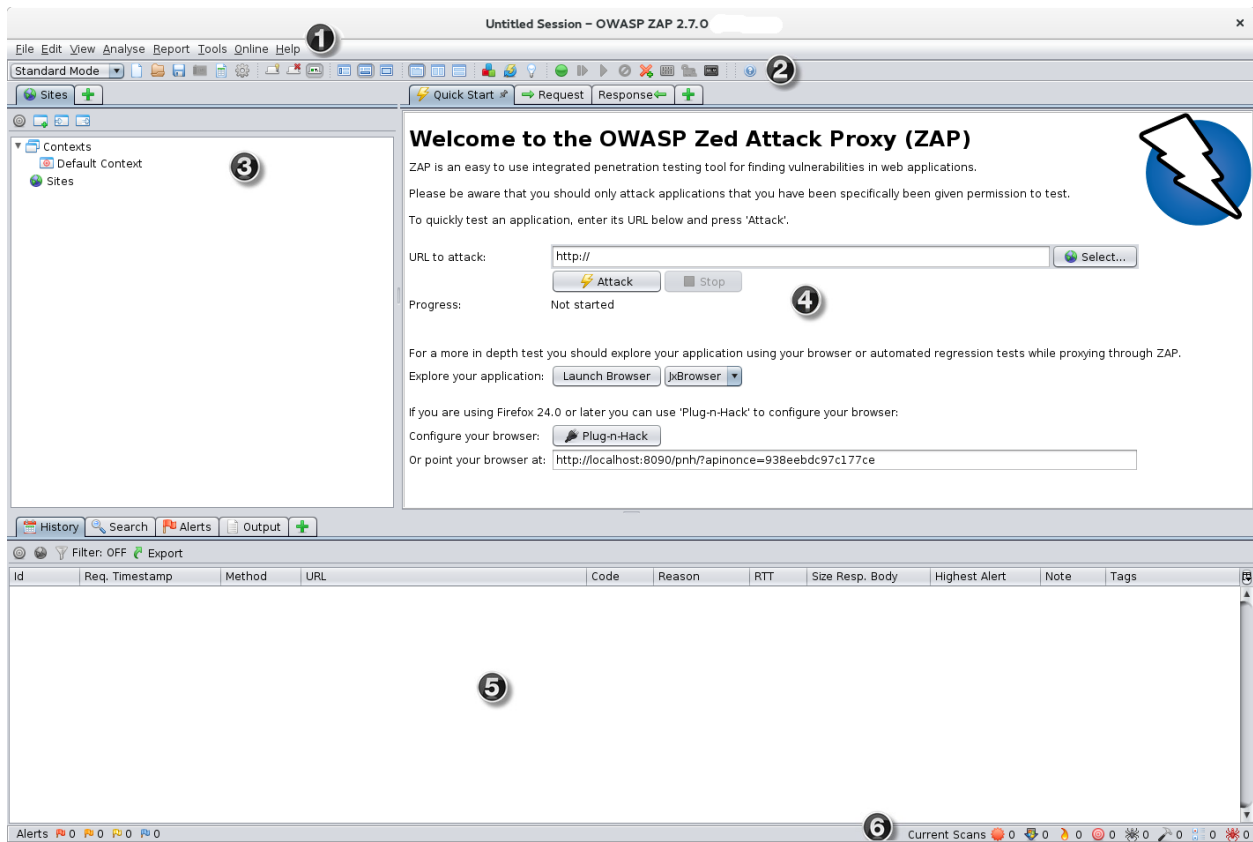 Untitled Session – OWASP ZAP 2.7.0
×
File Edit View Analyse Report Tools Online Help
1
Standard Mode
2
Sites
Quick Start
Request
Response
Welcome to the OWASP Zed Attack Proxy (ZAP)
ZAP is an easy to use integrated penetration testing tool for finding vulnerabilities in web applications.
Please be aware that you should only attack applications that you have been specifically been given permission to test.
To quickly test an application, enter its URL below and press 'Attack'.
Contexts
Default Context
Sites
3
URL to attack:
http://
Select...
Attack
Stop
Progress:
Not started
4
For a more in depth test you should explore your application using your browser or automated regression tests while proxying through ZAP.
Explore your application:
Launch Browser
JxBrowser
If you are using Firefox 24.0 or later you can use 'Plug-n-Hack' to configure your browser:
Configure your browser:
Plug-n-Hack
Or point your browser at:
http://localhost:8090/pnh/?apinonce=938eebdc97c177ce
History
Search
Alerts
Output
Filter: OFF
Export
Id
Req. Timestamp
Method
URL
Code
Reason
RTT
Size Resp. Body
Highest Alert
Note
Tags
5
Alerts 0 0 0 0
6
Current Scans 0 0 0 0 0 0 0 0